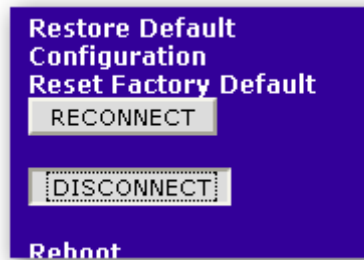 Restore Default
Configuration
Reset Factory Default
RECONNECT
DISCONNECT
Reboot